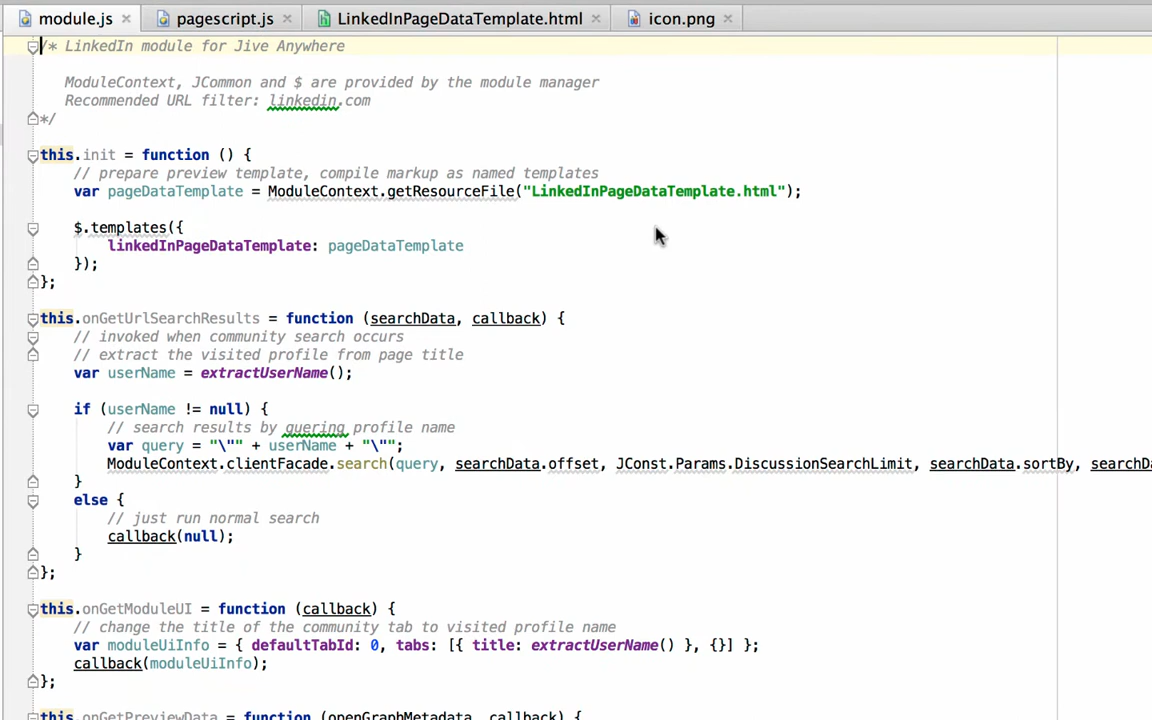 module.js pagescript.js LinkedInPageDataTemplate.html icon.png
/* LinkedIn module for Jive Anywhere
ModuleContext, JCommon and $ are provided by the module manager
Recommended URL filter: linkedin.com
*/
this.init = function () {
// prepare preview template, compile markup as named templates
var pageDataTemplate = ModuleContext.getResourceFile("LinkedInPageDataTemplate.html");
$.templates({
linkedInPageDataTemplate: pageDataTemplate
});
};
this.onGetUrlSearchResults = function (searchData, callback) {
// invoked when community search occurs
// extract the visited profile from page title
var userName = extractUserName();
if (userName != null) {
// search results by quering profile name
var query = "\"" + userName + "\"";
ModuleContext.clientFacade.search(query, searchData.offset, JConst.Params.DiscussionSearchLimit, searchData.sortBy, searchDa
}
else {
// just run normal search
callback(null);
}
};
this.onGetModuleUI = function (callback) {
// change the title of the community tab to visited profile name
var moduleUiInfo = { defaultTabId: 0, tabs: [{ title: extractUserName() }, {}] };
callback(moduleUiInfo);
};
this.onGetPreviewData = function (openGraphMetadata, callback) {